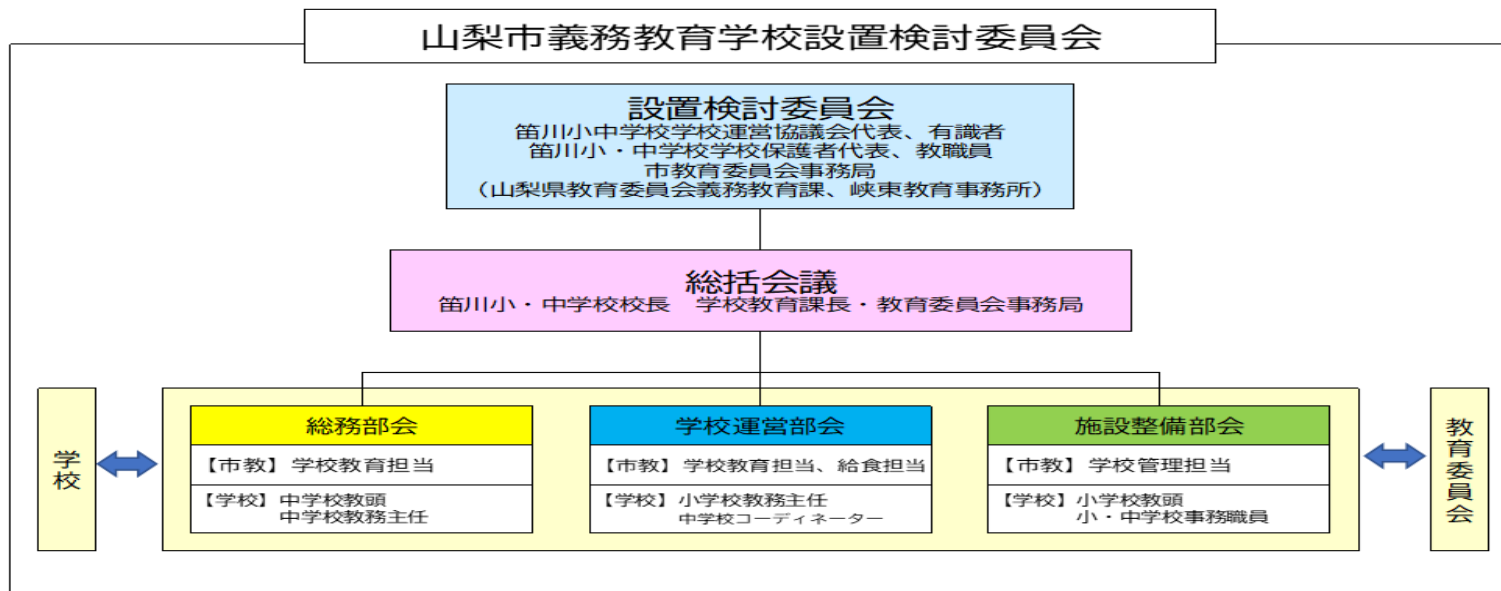 山梨市義務教育学校設置検討委員会
設置検討委員会
笛川小中学校学校運営協議会代表、有識者
笛川小・中学校学校保護者代表、教職員
市教育委員会事務局
（山梨県教育委員会義務教育課、峡東教育事務所）
総括会議
笛川小・中学校校長　学校教育課長・教育委員会事務局
学校
総務部会
【市教】学校教育担当
【学校】中学校教頭
中学校教務主任
学校運営部会
【市教】学校教育担当、給食担当
【学校】小学校教務主任
中学校コーディネーター
施設整備部会
【市教】学校管理担当
【学校】小学校教頭
小・中学校事務職員
教育委員会